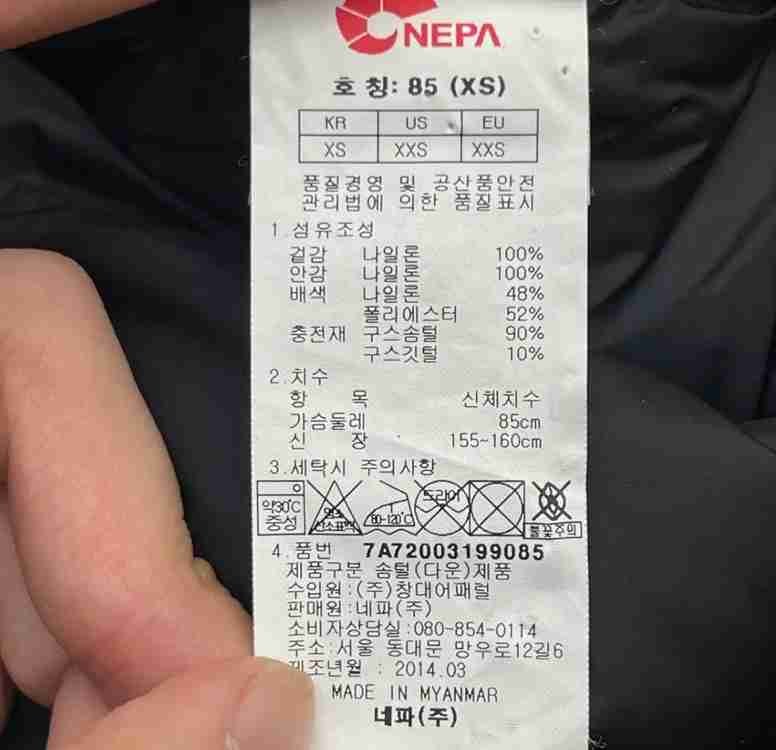 NEPA
호 칭: 85 (XS)
KR US EU
XS XXS XXS
품질경영 및 공산품안전
관리법에 의한 품질표시
1.섬유조성
겉감 나일론 100%
안감 나일론 100%
배색 나일론 48%
폴리에스터 52%
충전재 구스솜털 90%
구스깃털 10%
2.치수
항 목 신체치수
가슴둘레 85cm
신 장 155~160cm
3.세탁시 주의사항
약30℃ 중성 염소 산소표백 80~120℃ 드라이 불꽃주의
4.품번 7A72003199085
제품구분 솜털(다운)제품
수입원:(주)창대어패럴
판매원:네파(주)
소비자상담실:080-854-0114
주소:서울 동대문 망우로12길6
제조년월 : 2014.03
MADE IN MYANMAR
네파(주)